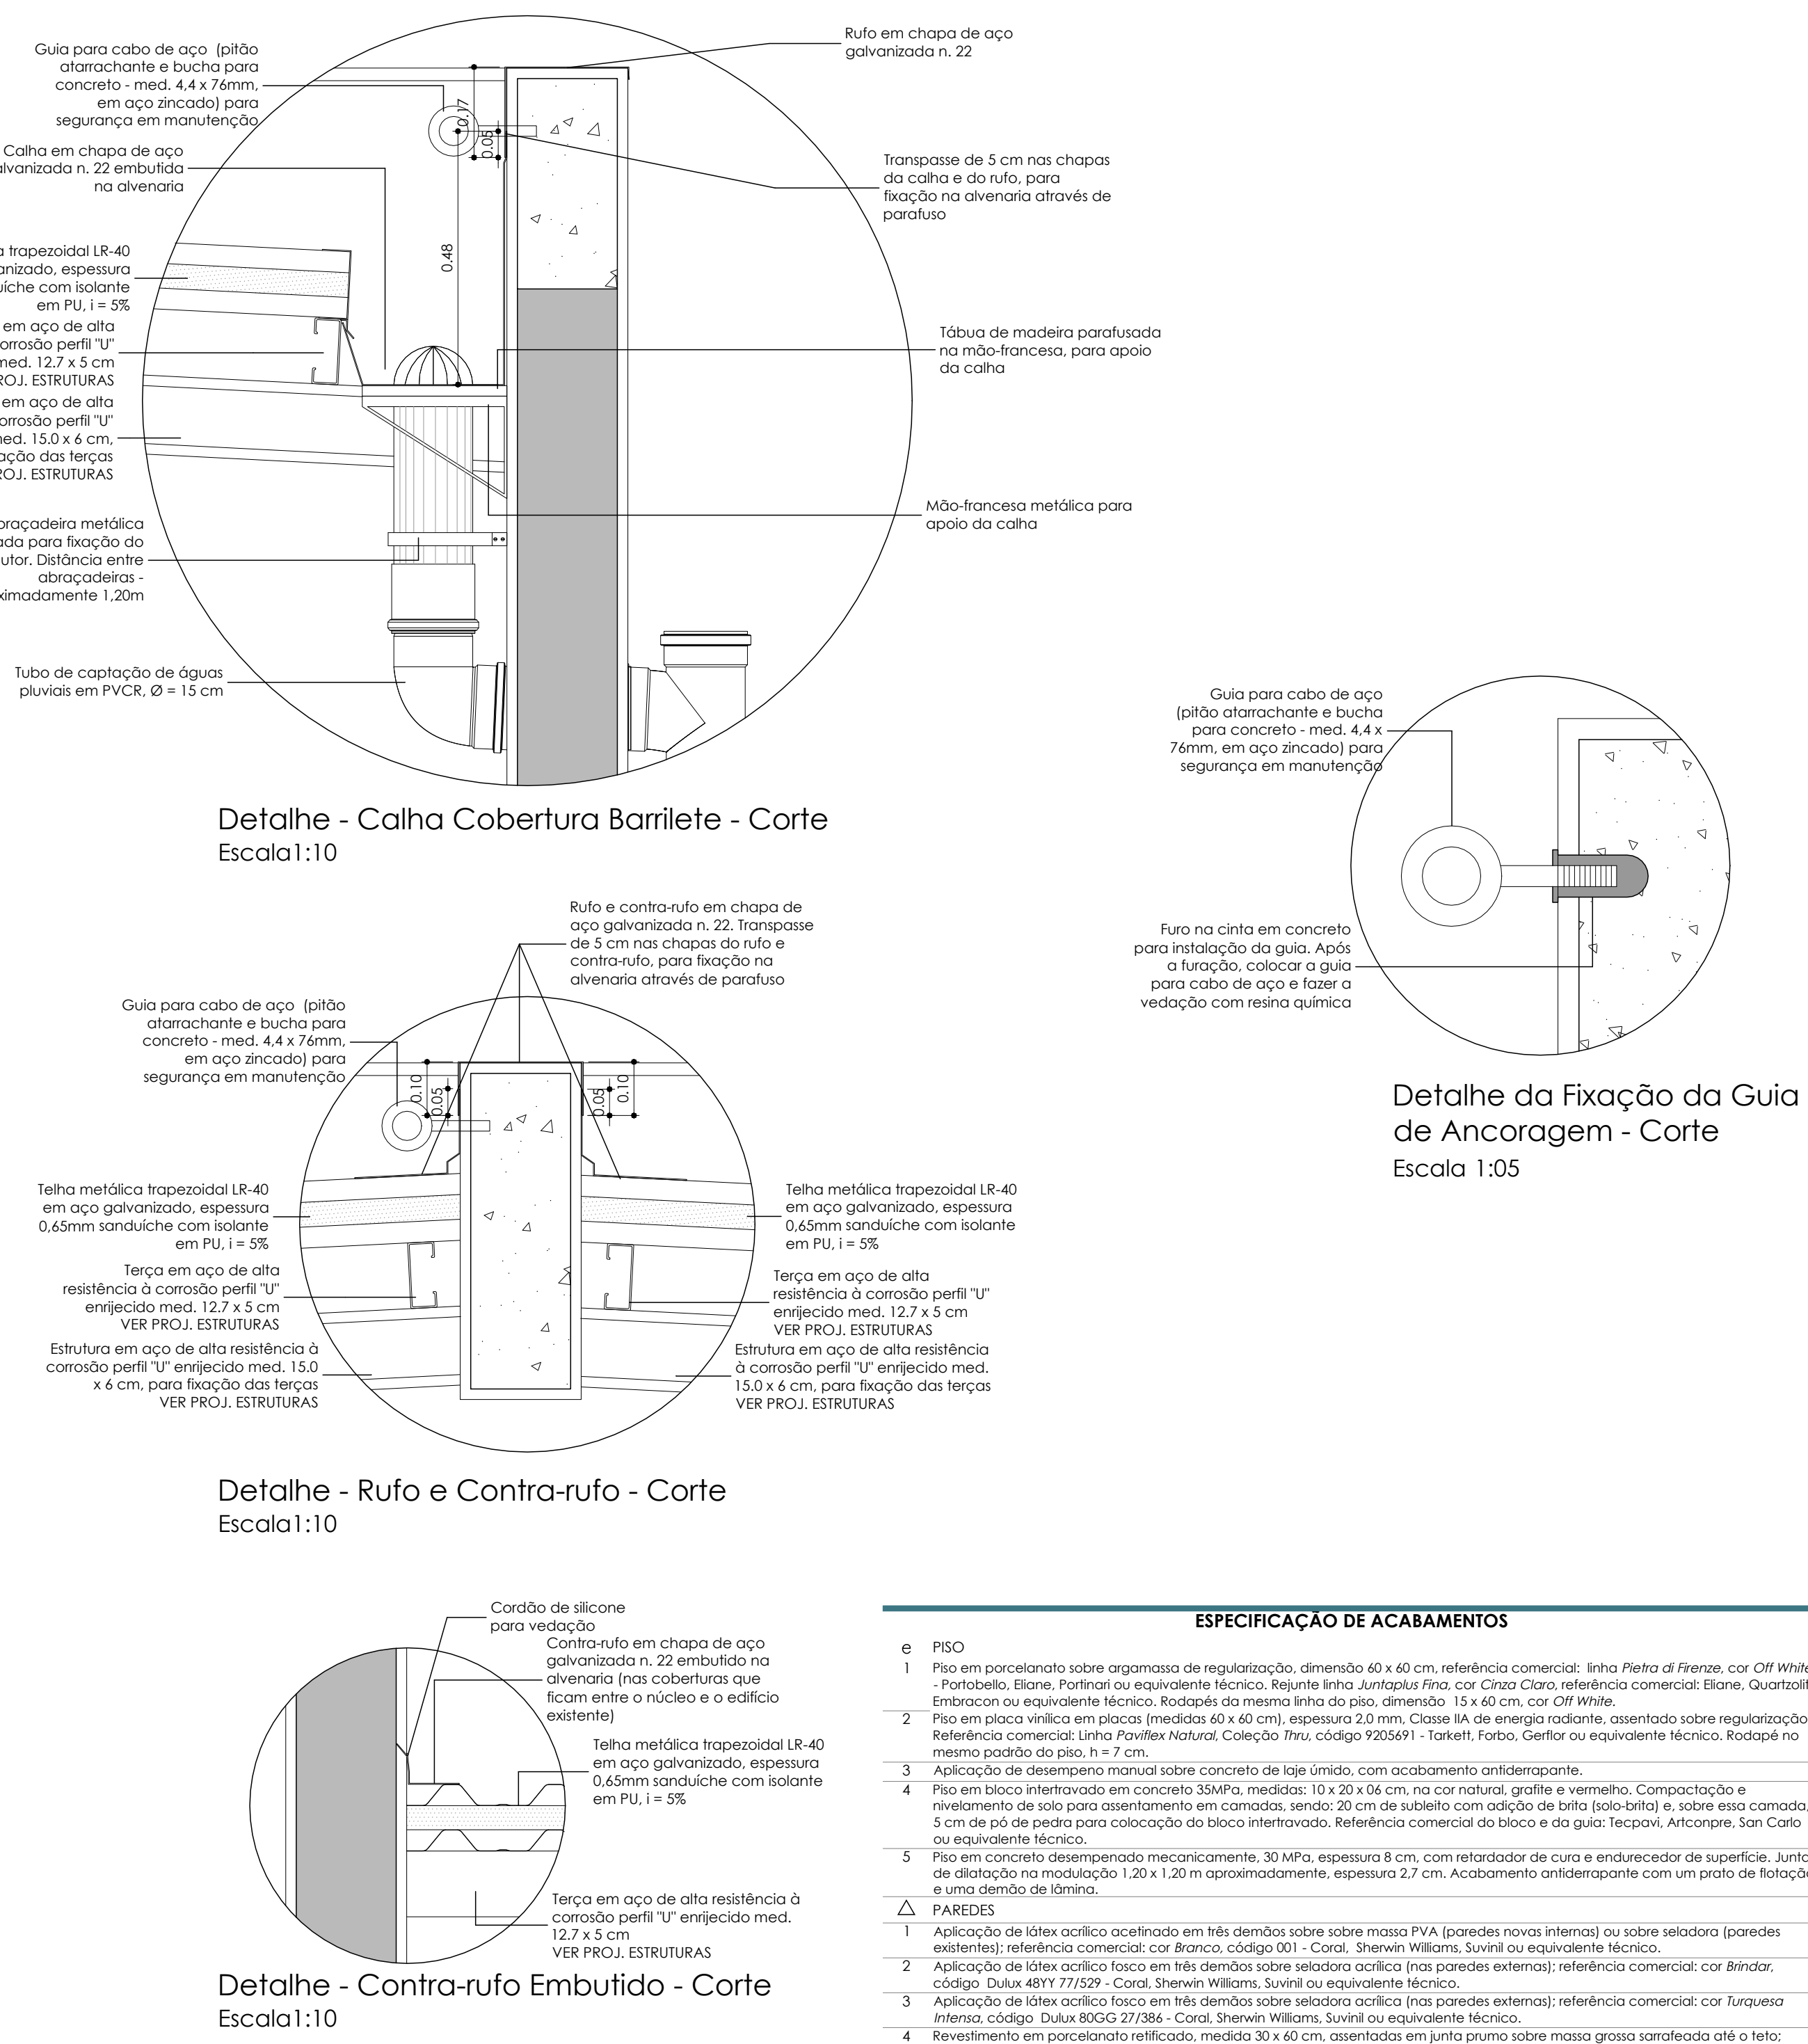 Guia para cabo de aço (pitão
atarrachante e bucha para
concreto - med. 4,4 x 76mm,
em aço zincado) para
segurança em manutenção
Calha em chapa de aço
n. 22 embutida
na alvenaria
trapezoidal LR-40
espessura
com isolante
em PU, i = 5%
em aço de alta
perfil "U"
12.7 x 5 cm
ESTRUTURAS
em aço de alta
perfil "U"
15.0 x 6 cm,
das terças
ESTRUTURAS
metálica
para fixação do
Distância entre
abraçadeiras -
1,20m
Tubo de captação de águas
pluviais em PVCR, Ø = 15 cm
Rufo em chapa de aço
galvanizada n. 22
Transpasse de 5 cm nas chapas
da calha e do rufo, para
fixação na alvenaria através de
parafuso
Tábua de madeira parafusada
na mão-francesa, para apoio
da calha
Mão-francesa metálica para
apoio da calha
0.17
0.05
0.48
Detalhe - Calha Cobertura Barrilete - Corte
Escala1:10
Guia para cabo de aço
(pitão atarrachante e bucha
para concreto - med. 4,4 x
76mm, em aço zincado) para
segurança em manutenção
Furo na cinta em concreto
para instalação da guia. Após
a furação, colocar a guia
para cabo de aço e fazer a
vedação com resina química
Detalhe da Fixação da Guia
de Ancoragem - Corte
Escala 1:05
Rufo e contra-rufo em chapa de
aço galvanizada n. 22. Transpasse
de 5 cm nas chapas do rufo e
contra-rufo, para fixação na
alvenaria através de parafuso
Guia para cabo de aço (pitão
atarrachante e bucha para
concreto - med. 4,4 x 76mm,
em aço zincado) para
segurança em manutenção
0.10
0.05
0.05
0.10
Telha metálica trapezoidal LR-40
em aço galvanizado, espessura
0,65mm sanduíche com isolante
em PU, i = 5%
Terça em aço de alta
resistência à corrosão perfil "U"
enrijecido med. 12.7 x 5 cm
VER PROJ. ESTRUTURAS
Estrutura em aço de alta resistência à
corrosão perfil "U" enrijecido med. 15.0
x 6 cm, para fixação das terças
VER PROJ. ESTRUTURAS
Telha metálica trapezoidal LR-40
em aço galvanizado, espessura
0,65mm sanduíche com isolante
em PU, i = 5%
Terça em aço de alta
resistência à corrosão perfil "U"
enrijecido med. 12.7 x 5 cm
VER PROJ. ESTRUTURAS
Estrutura em aço de alta resistência
à corrosão perfil "U" enrijecido med.
15.0 x 6 cm, para fixação das terças
VER PROJ. ESTRUTURAS
Detalhe - Rufo e Contra-rufo - Corte
Escala1:10
Cordão de silicone
para vedação
Contra-rufo em chapa de aço
galvanizada n. 22 embutido na
alvenaria (nas coberturas que
ficam entre o núcleo e o edifício
existente)
Telha metálica trapezoidal LR-40
em aço galvanizado, espessura
0,65mm sanduíche com isolante
em PU, i = 5%
Terça em aço de alta resistência à
corrosão perfil "U" enrijecido med.
12.7 x 5 cm
VER PROJ. ESTRUTURAS
Detalhe - Contra-rufo Embutido - Corte
Escala1:10
ESPECIFICAÇÃO DE ACABAMENTOS
e PISO
1 Piso em porcelanato sobre argamassa de regularização, dimensão 60 x 60 cm, referência comercial: linha Pietra di Firenze, cor Off White
- Portobello, Eliane, Portinari ou equivalente técnico. Rejunte linha Juntaplus Fina, cor Cinza Claro, referência comercial: Eliane, Quartzolit
Embracon ou equivalente técnico. Rodapés da mesma linha do piso, dimensão 15 x 60 cm, cor Off White.
2 Piso em placa vinílica em placas (medidas 60 x 60 cm), espessura 2,0 mm, Classe IIA de energia radiante, assentado sobre regularização
Referência comercial: Linha Paviflex Natural, Coleção Thru, código 9205691 - Tarkett, Forbo, Gerflor ou equivalente técnico. Rodapé no
mesmo padrão do piso, h = 7 cm.
3 Aplicação de desempeno manual sobre concreto de laje úmido, com acabamento antiderrapante.
4 Piso em bloco intertravado em concreto 35MPa, medidas: 10 x 20 x 06 cm, na cor natural, grafite e vermelho. Compactação e
nivelamento de solo para assentamento em camadas, sendo: 20 cm de subleito com adição de brita (solo-brita) e, sobre essa camada,
5 cm de pó de pedra para colocação do bloco intertravado. Referência comercial do bloco e da guia: Tecpavi, Artconpre, San Carlo
ou equivalente técnico.
5 Piso em concreto desempenado mecanicamente, 30 MPa, espessura 8 cm, com retardador de cura e endurecedor de superfície. Junta
de dilatação na modulação 1,20 x 1,20 m aproximadamente, espessura 2,7 cm. Acabamento antiderrapante com um prato de flotação
e uma demão de lâmina.
PAREDES
1 Aplicação de látex acrílico acetinado em três demãos sobre sobre massa PVA (paredes novas internas) ou sobre seladora (paredes
existentes); referência comercial: cor Branco, código 001 - Coral, Sherwin Williams, Suvinil ou equivalente técnico.
2 Aplicação de látex acrílico fosco em três demãos sobre seladora acrílica (nas paredes externas); referência comercial: cor Brindar,
código Dulux 48YY 77/529 - Coral, Sherwin Williams, Suvinil ou equivalente técnico.
3 Aplicação de látex acrílico fosco em três demãos sobre seladora acrílica (nas paredes externas); referência comercial: cor Turquesa
Intensa, código Dulux 80GG 27/386 - Coral, Sherwin Williams, Suvinil ou equivalente técnico.
4 Revestimento em porcelanato retificado, medida 30 x 60 cm, assentadas em junta prumo sobre massa grossa sarrafeada até o teto;